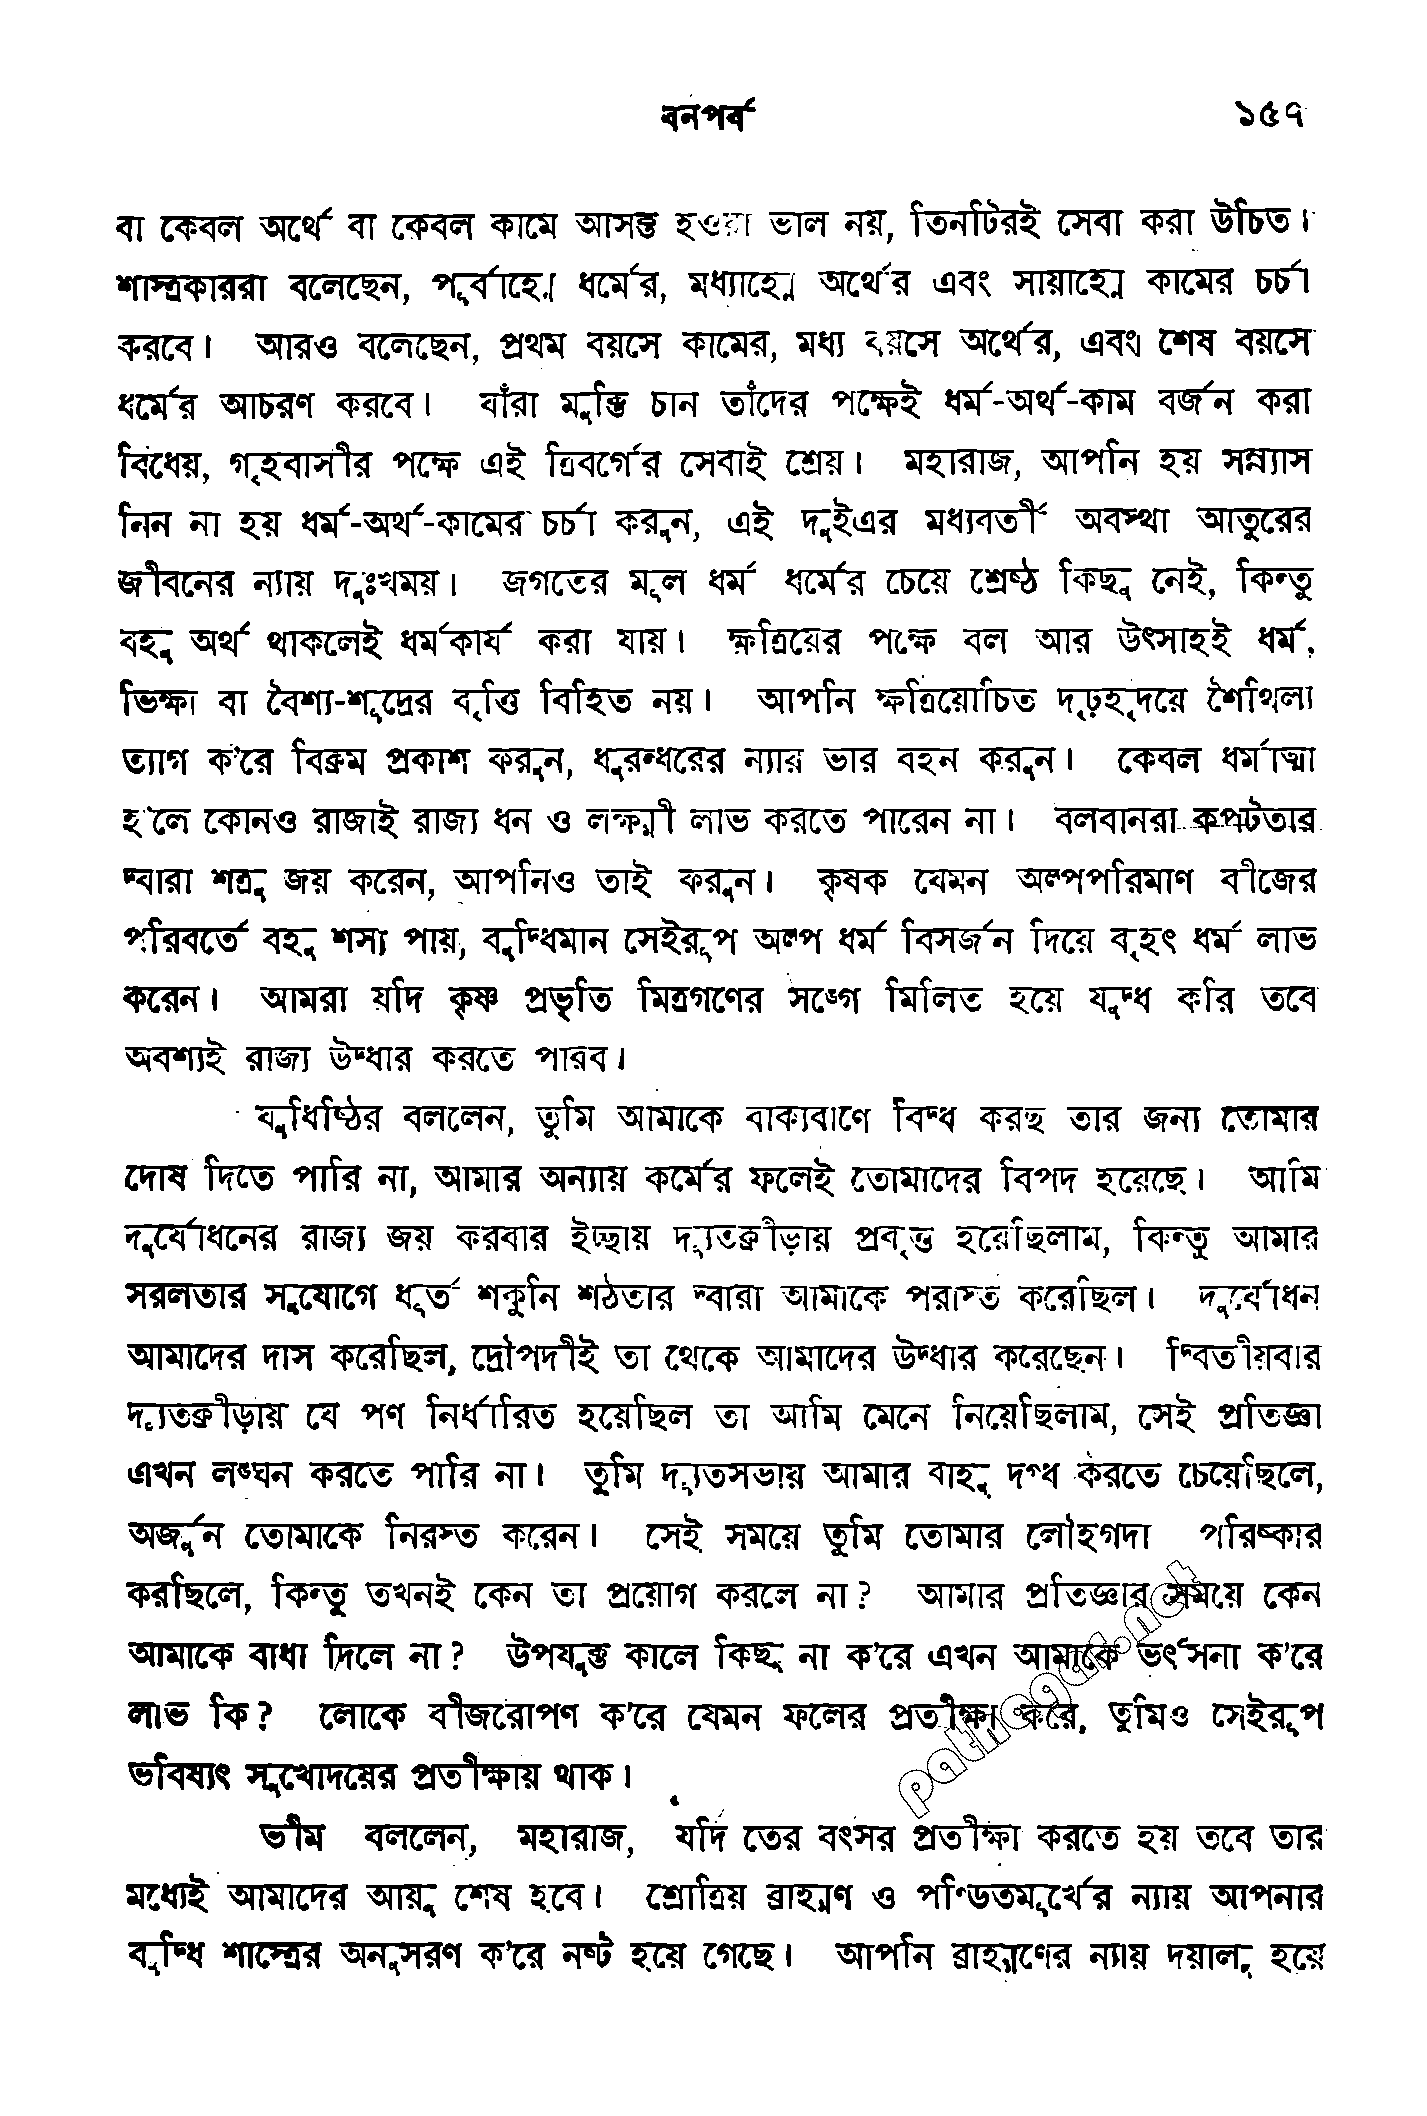 বনপর্ব ১৫৭
বা কেবল অর্থে বা কেবল কামে আসক্ত হওয়া ভাল নয়, তিনটিরই সেবা করা উচিত।
শাস্ত্রকাররা বলেছেন, পূর্বাহ্ণে ধর্মের, মধ্যাহ্নে অর্থের এবং সায়াহ্নে কামের চর্চা
করবে। আরও বলেছেন, প্রথম বয়সে কামের, মধ্য বয়সে অর্থের, এবং শেষ বয়সে
ধর্মের আচরণ করবে। যাঁরা মুক্তি চান তাঁদের পক্ষেই ধর্ম-অর্থ-কাম বর্জন করা
বিধেয়, গৃহবাসীর পক্ষে এই ত্রিবর্গের সেবাই শ্রেয়। মহারাজ, আপনি হয় সন্ন্যাস
নিন না হয় ধর্ম-অর্থ-কামের চর্চা করুন, এই দুইএর মধ্যবর্তী অবস্থা আতুরের
জীবনের ন্যায় দুঃখময়। জগতের মূল ধর্ম ধর্মের চেয়ে শ্রেষ্ঠ কিছু নেই, কিন্তু
বহু অর্থ থাকলেই ধর্মকার্য করা যায়। ক্ষত্রিয়ের পক্ষে বল আর উৎসাহই ধর্ম,
ভিক্ষা বা বৈশ্য-শূদ্রের বৃত্তি বিহিত নয়। আপনি ক্ষত্রিয়োচিত দৃঢ়হৃদয়ে শৈথিল্য
ত্যাগ ক'রে বিক্রম প্রকাশ করুন, ধুরন্ধরের ন্যায় ভার বহন করুন। কেবল ধর্মাত্মা
হ'লে কোনও রাজাই রাজ্য ধন ও লক্ষ্মী লাভ করতে পারেন না। বলবানরা কপটতার
দ্বারা শত্রু জয় করেন, আপনিও তাই করুন। কৃষক যেমন অল্পপরিমাণ বীজের
পরিবর্তে বহু শস্য পায়, বুদ্ধিমান সেইরূপ অল্প ধর্ম বিসর্জন দিয়ে বৃহৎ ধর্ম লাভ
করেন। আমরা যদি কৃষ্ণ প্রভৃতি মিত্রগণের সঙ্গে মিলিত হয়ে যুদ্ধ করি তবে
অবশ্যই রাজ্য উদ্ধার করতে পারব।
যুধিষ্ঠির বললেন, তুমি আমাকে বাক্যবাণে বিদ্ধ করছ তার জন্য তোমার
দোষ দিতে পারি না, আমার অন্যায় কর্মের ফলেই তোমাদের বিপদ হয়েছে। আমি
দুর্যোধনের রাজ্য জয় করবার ইচ্ছায় দ্যূতক্রীড়ায় প্রবৃত্ত হয়েছিলাম, কিন্তু আমার
সরলতার সুযোগে ধূর্ত শকুনি শঠতার দ্বারা আমাকে পরাস্ত করেছিল। দুর্যোধন
আমাদের দাস করেছিল, দ্রৌপদীই তা থেকে আমাদের উদ্ধার করেছেন। দ্বিতীয়বার
দ্যূতক্রীড়ায় যে পণ নির্ধারিত হয়েছিল তা আমি মেনে নিয়েছিলাম, সেই প্রতিজ্ঞা
এখন লঙ্ঘন করতে পারি না। তুমি দ্যূতসভায় আমার বাহু দগ্ধ করতে চেয়েছিলে,
অর্জুন তোমাকে নিরস্ত করেন। সেই সময়ে তুমি তোমার লৌহগদা পরিষ্কার
করছিলে, কিন্তু তখনই কেন তা প্রয়োগ করলে না? আমার প্রতিজ্ঞার সময়ে কেন
আমাকে বাধা দিলে না? উপযুক্ত কালে কিছু না ক'রে এখন আমাকে ভর্ৎসনা ক'রে
লাভ কি? লোকে বীজরোপণ ক'রে যেমন ফলের প্রতীক্ষা করে, তুমিও সেইরূপ
ভবিষ্যৎ সুখোদয়ের প্রতীক্ষায় থাক।
ভীম বললেন, মহারাজ, যদি তের বৎসর প্রতীক্ষা করতে হয় তবে তার
মধ্যেই আমাদের আয়ু শেষ হবে। শ্রোত্রিয় ব্রাহ্মণ ও পণ্ডিতমূর্খের ন্যায় আপনার
বুদ্ধি শাস্ত্রের অনুসরণ ক'রে নষ্ট হয়ে গেছে। আপনি ব্রাহ্মণের ন্যায় দয়ালু হয়ে
pathagar.net